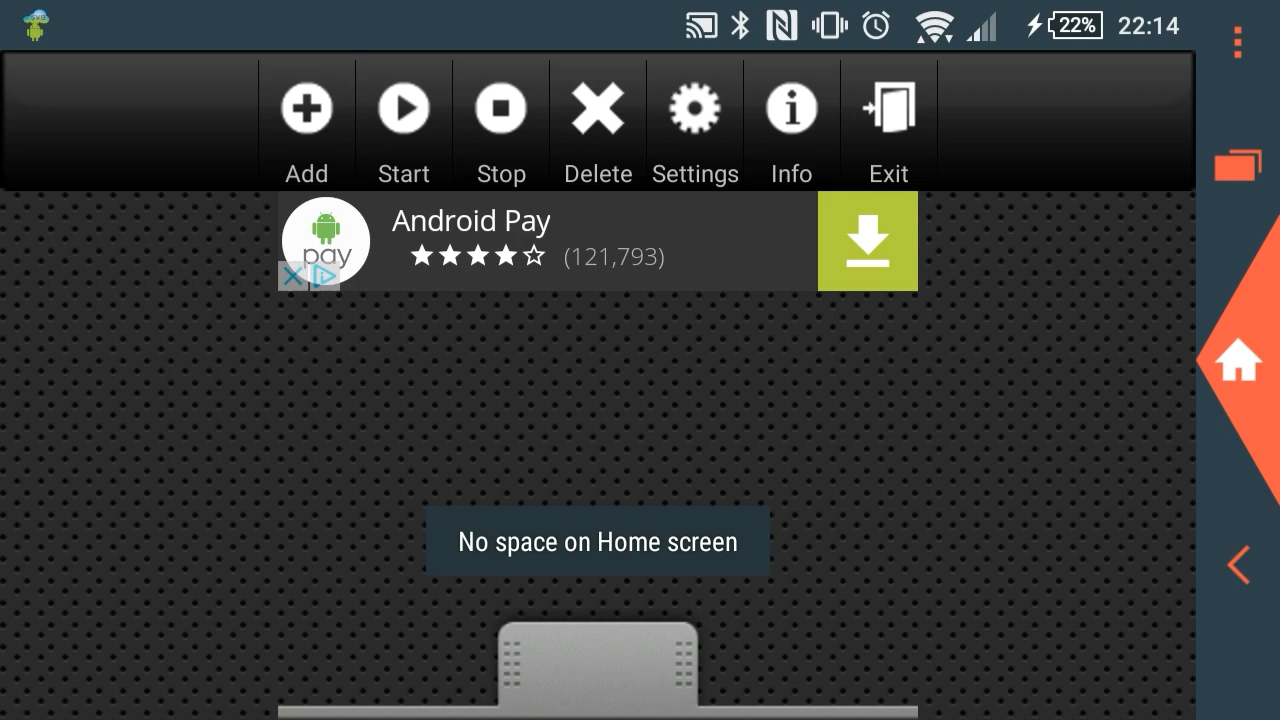 22% 22:14
Add Start Stop Delete Settings Info Exit
Android Pay
pay
(121,793)
No space on Home screen